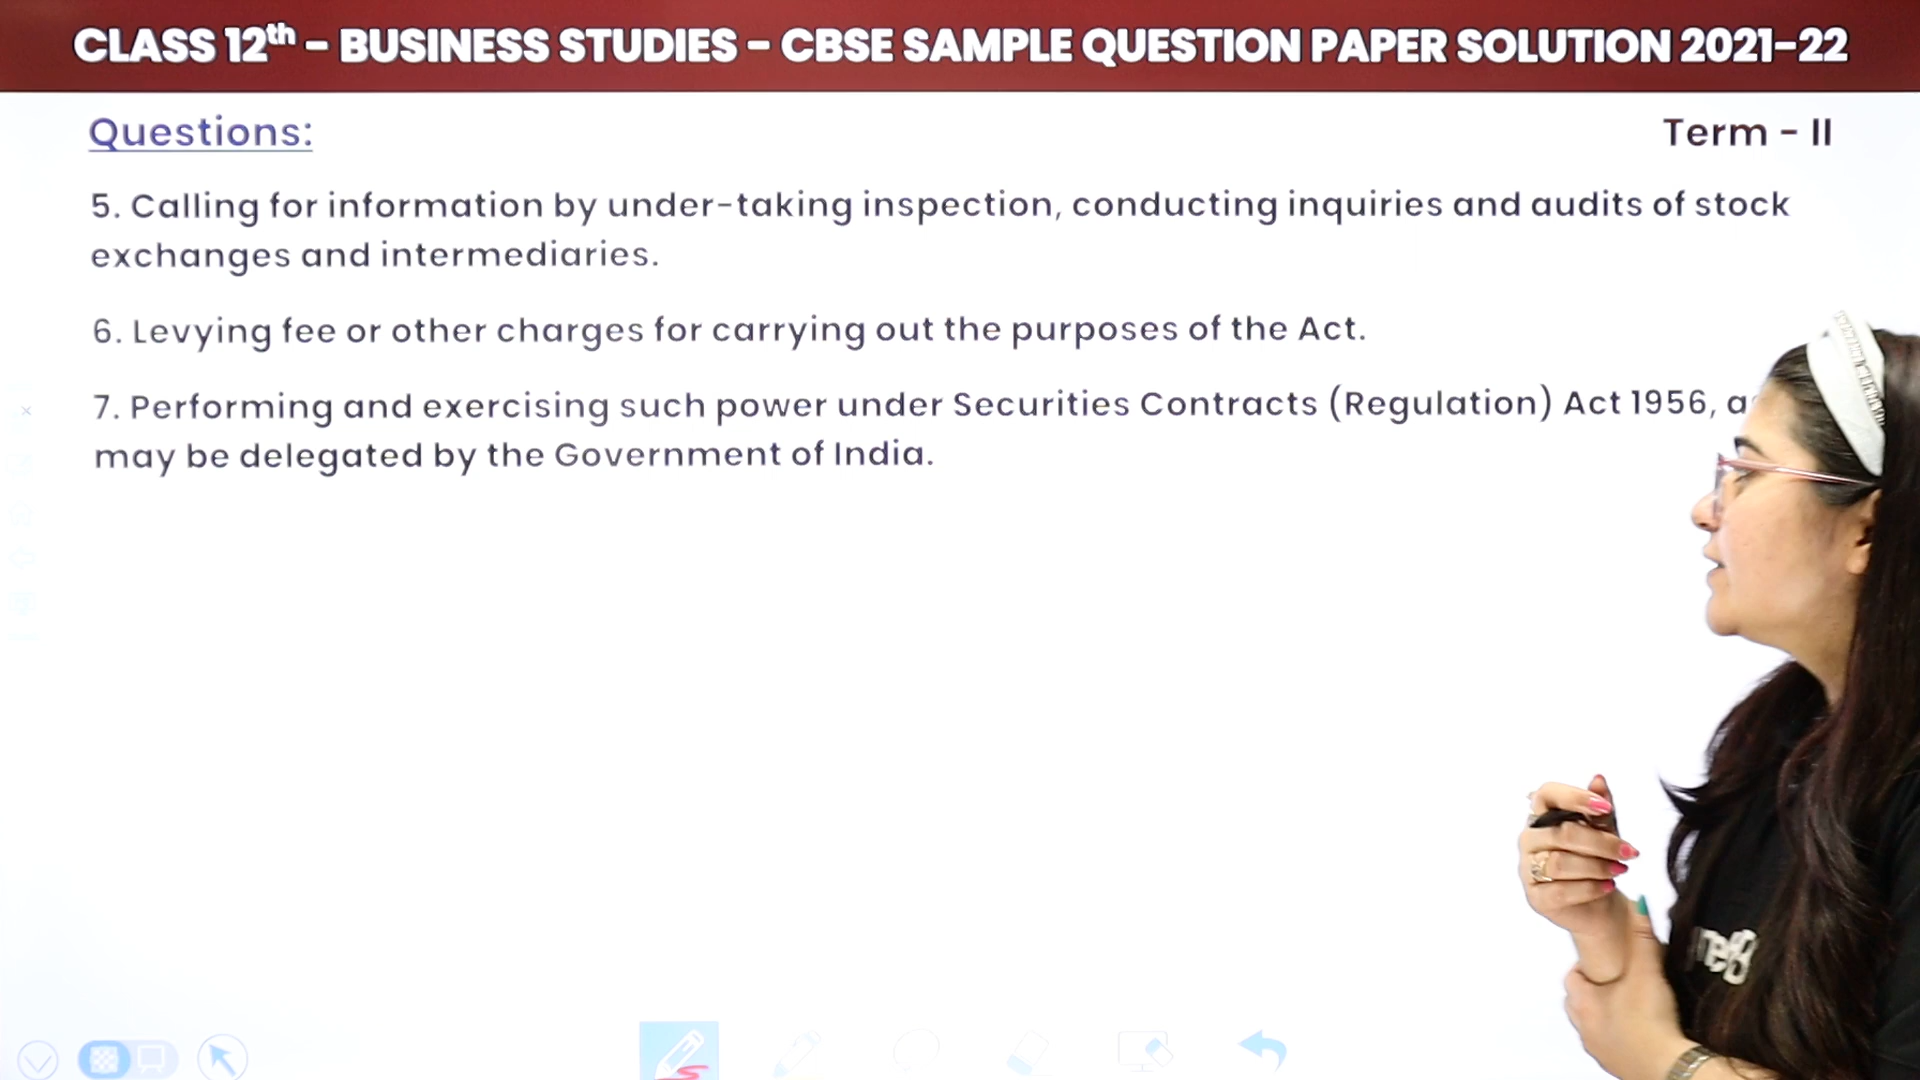 CLASS 12th – BUSINESS STUDIES – CBSE SAMPLE QUESTION PAPER SOLUTION 2021-22
Questions:
Term - II
5. Calling for information by under-taking inspection, conducting inquiries and audits of stock
exchanges and intermediaries.
6. Levying fee or other charges for carrying out the purposes of the Act.
7. Performing and exercising such power under Securities Contracts (Regulation) Act 1956,
may be delegated by the Government of India.